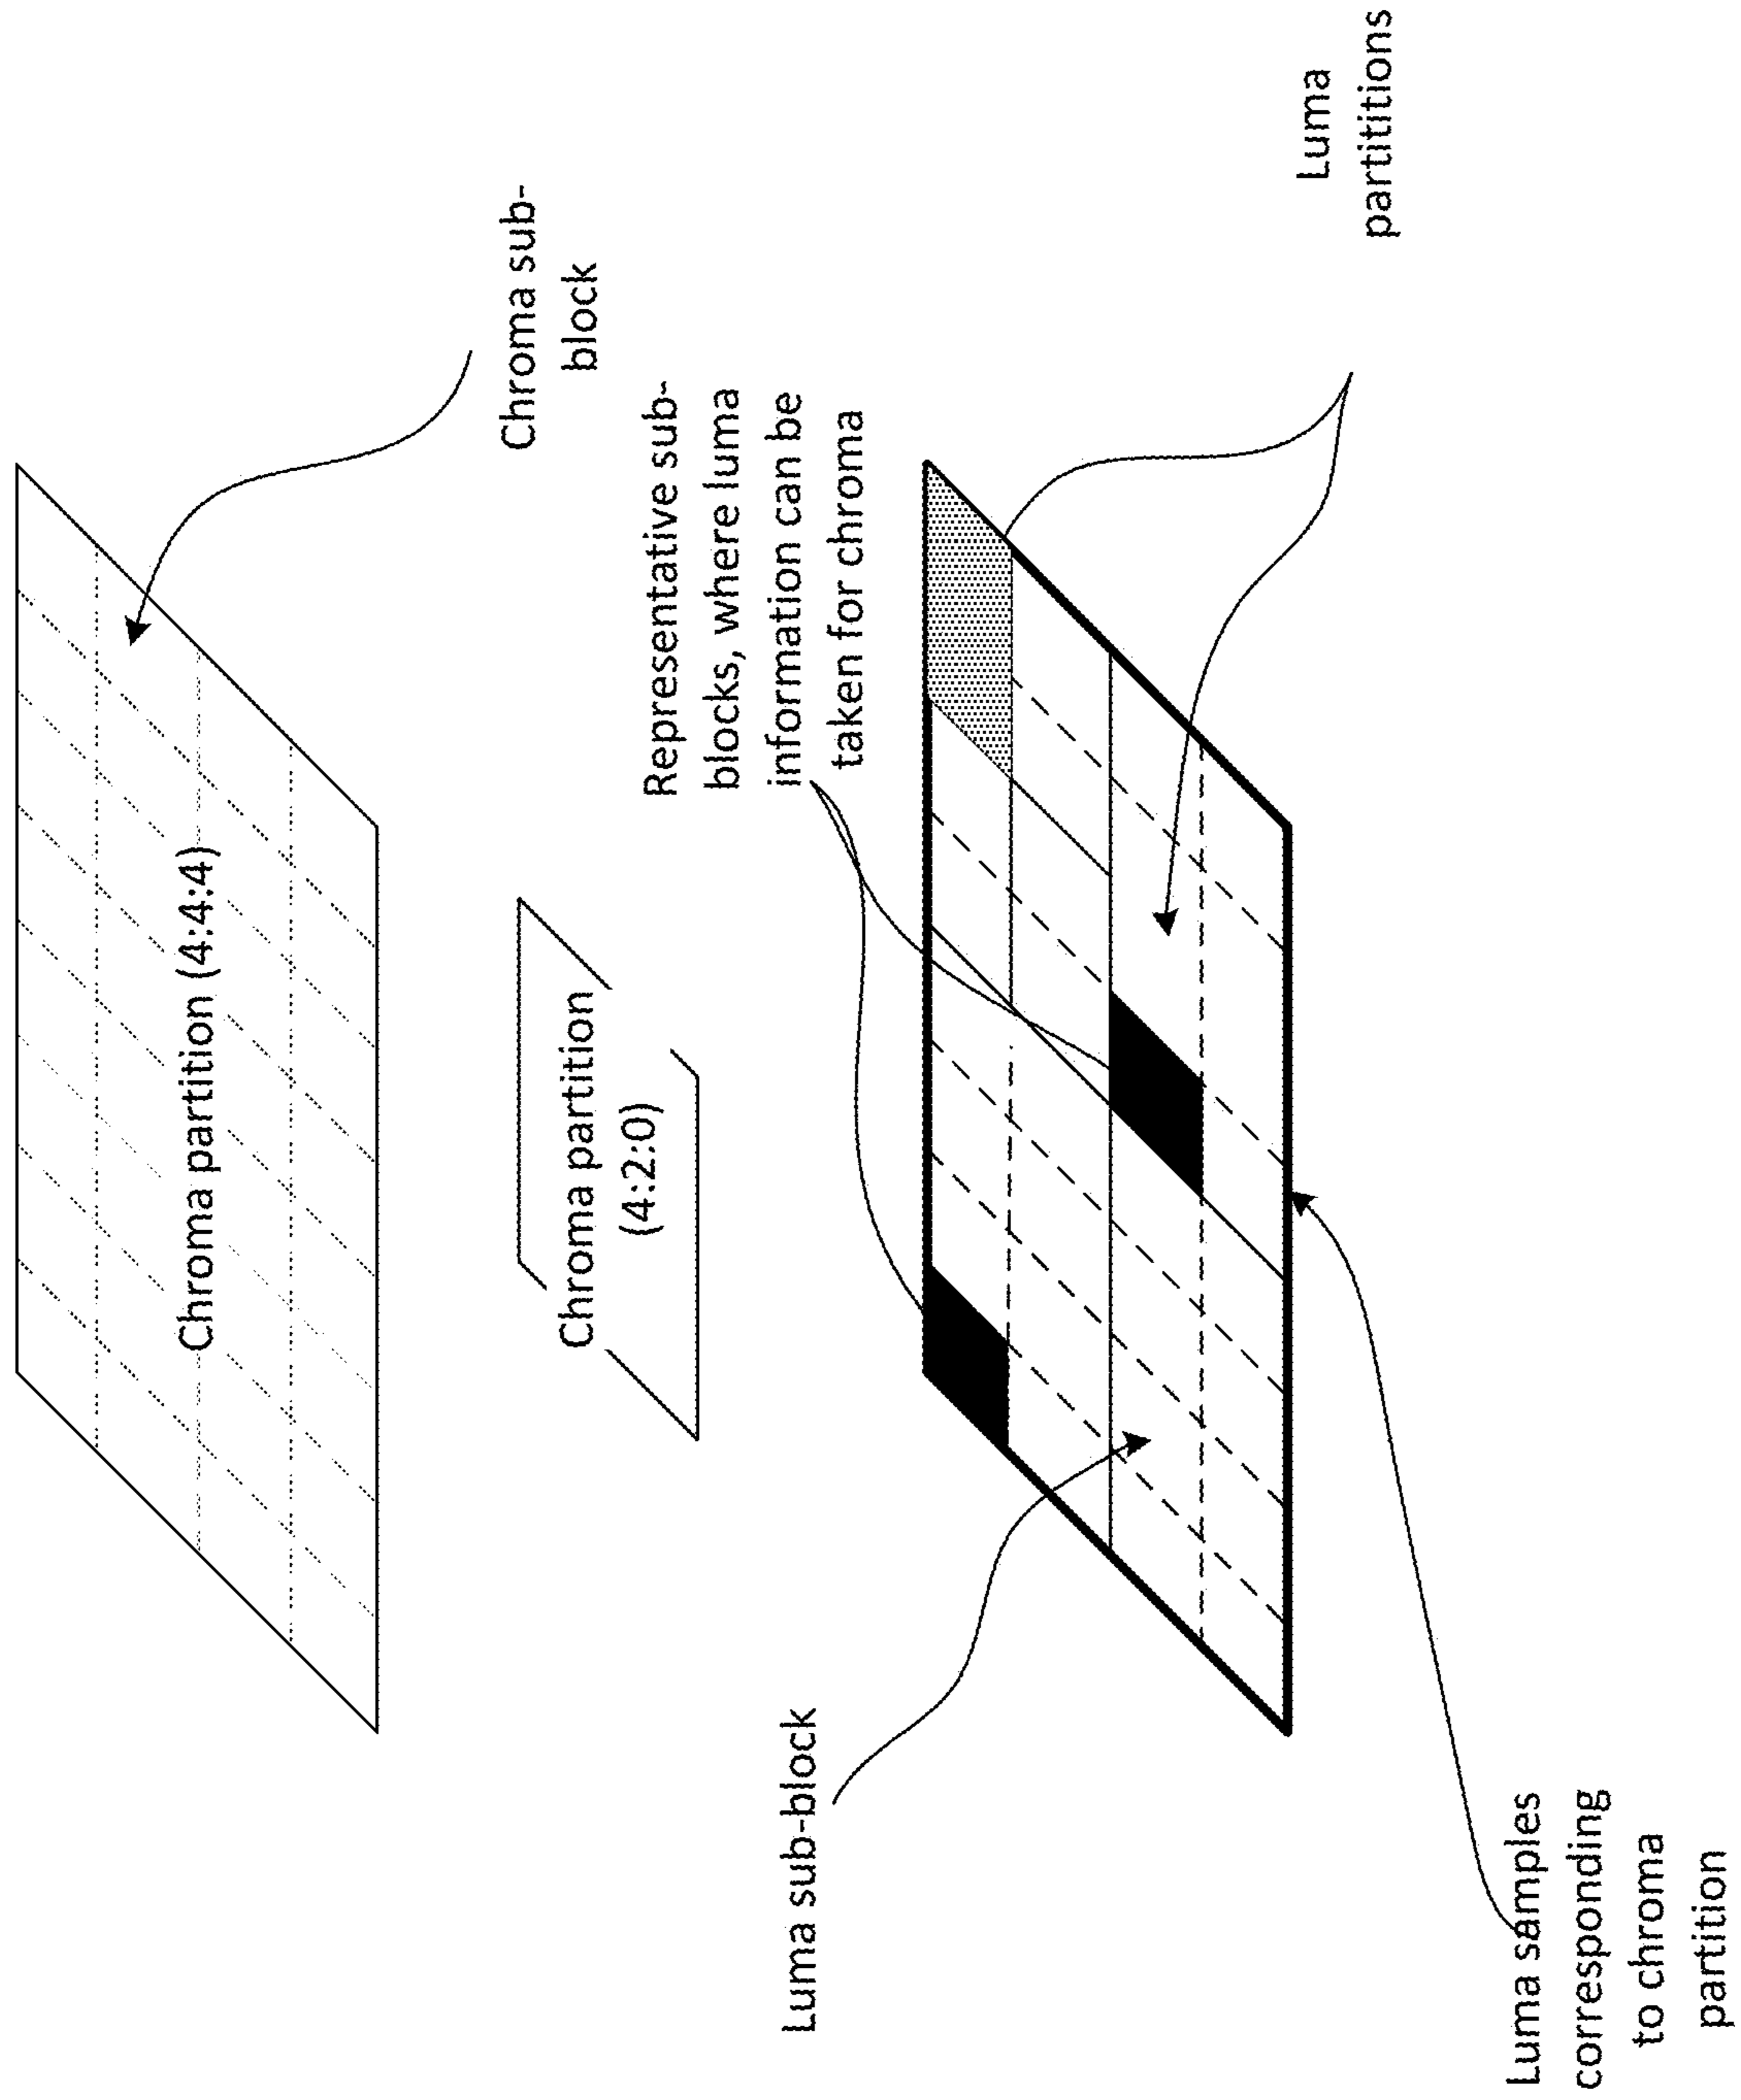 Chroma partition (4:4:4)
Chroma sub-
block
Chroma partition
(4:2:0)
Representative sub-
blocks, where luma
information can be
taken for chroma
Luma sub-block
Luma
partitions
Luma samples
corresponding
to chroma
partition